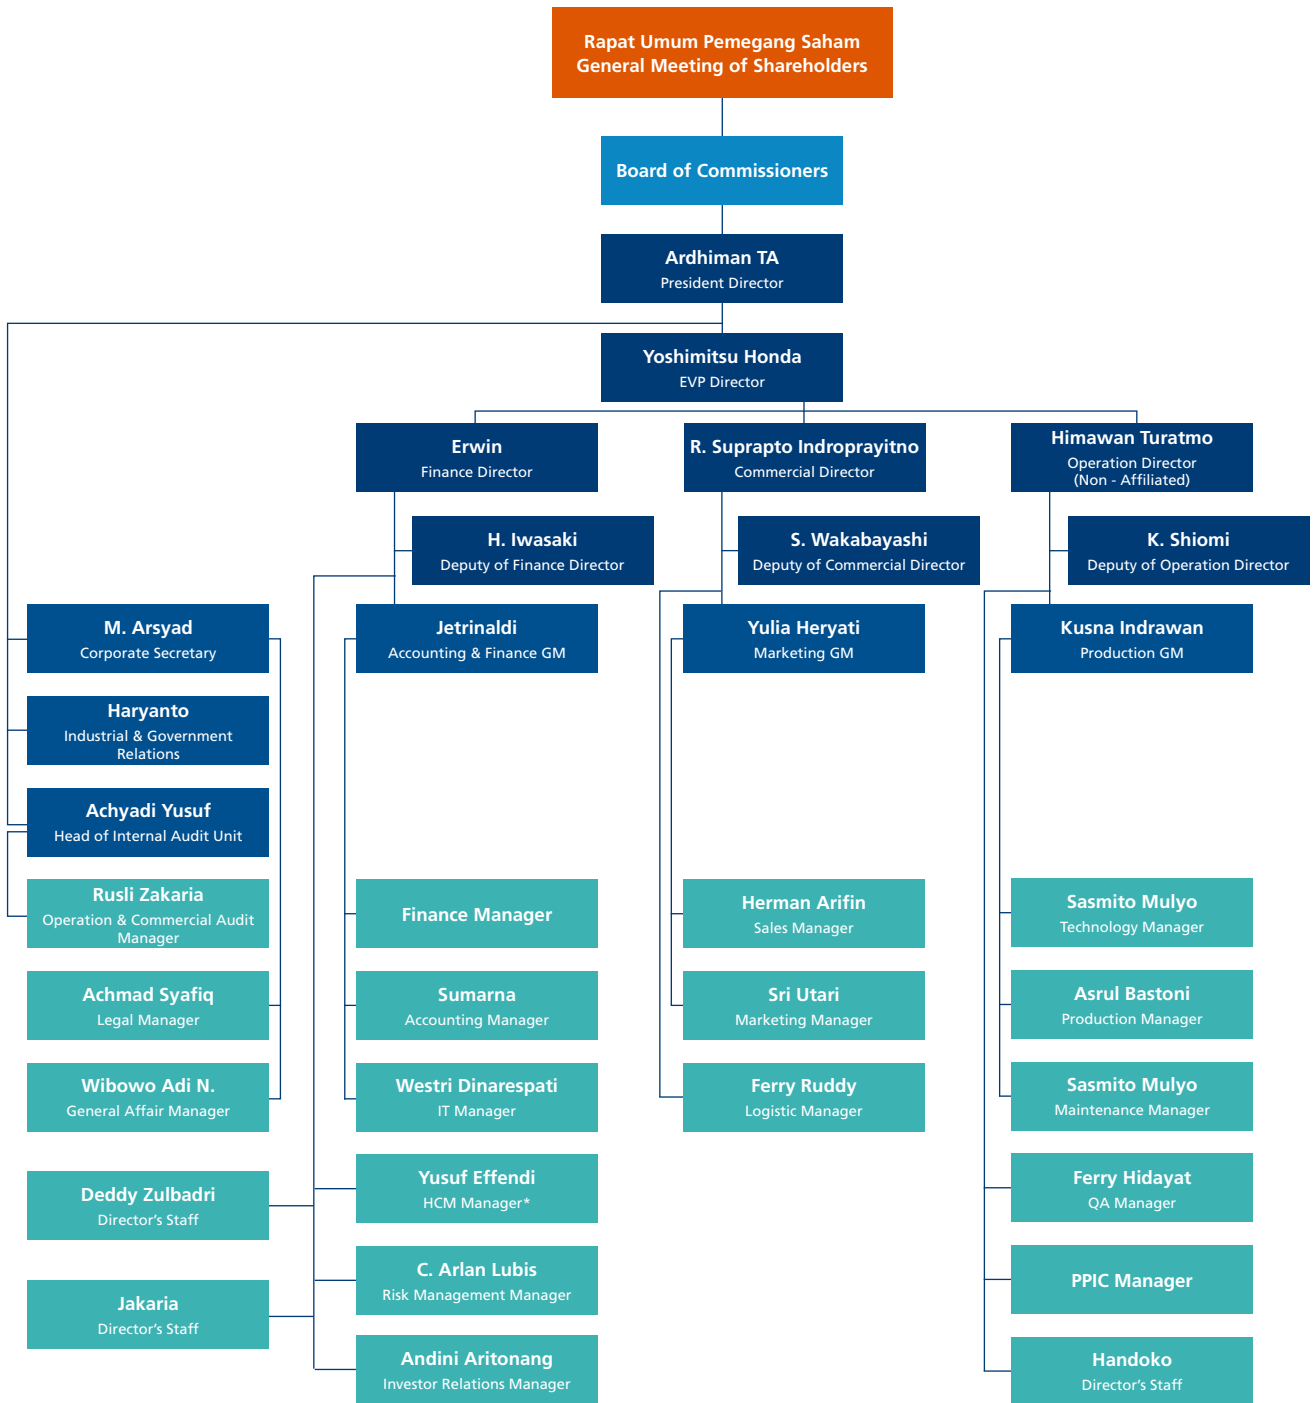 Rapat Umum Pemegang Saham
General Meeting of Shareholders
Board of Commissioners
Ardhiman TA
President Director
Yoshimitsu Honda
EVP Director
Erwin
Finance Director
R. Suprapto Indroprayitno
Commercial Director
Himawan Turatmo
Operation Director
(Non - Affiliated)
H. Iwasaki
Deputy of Finance Director
S. Wakabayashi
Deputy of Commercial Director
K. Shiomi
Deputy of Operation Director
M. Arsyad
Corporate Secretary
Jetrinaldi
Accounting & Finance GM
Yulia Heryati
Marketing GM
Kusna Indrawan
Production GM
Haryanto
Industrial & Government
Relations
Achyadi Yusuf
Head of Internal Audit Unit
Rusli Zakaria
Operation & Commercial Audit
Manager
Finance Manager
Herman Arifin
Sales Manager
Sasmito Mulyo
Technology Manager
Achmad Syafiq
Legal Manager
Sumarna
Accounting Manager
Sri Utari
Marketing Manager
Asrul Bastoni
Production Manager
Wibowo Adi N.
General Affair Manager
Westri Dinarespati
IT Manager
Ferry Ruddy
Logistic Manager
Sasmito Mulyo
Maintenance Manager
Deddy Zulbadri
Director's Staff
Yusuf Effendi
HCM Manager*
Ferry Hidayat
QA Manager
Jakaria
Director's Staff
C. Arlan Lubis
Risk Management Manager
PPIC Manager
Andini Aritonang
Investor Relations Manager
Handoko
Director's Staff